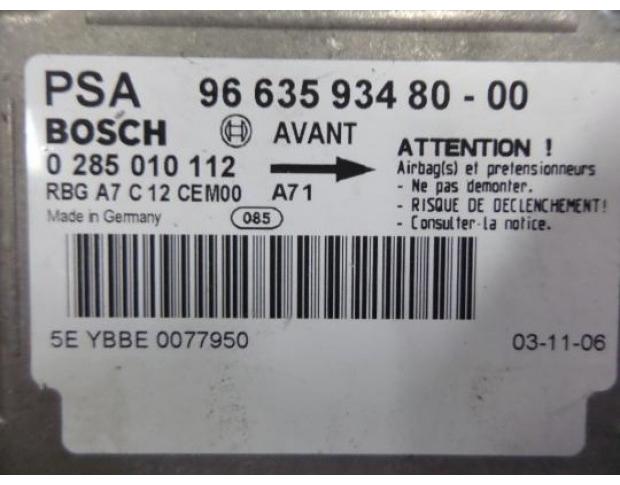 PSA 96 635 934 80 - 00
BOSCH AVANT
0 285 010 112
RBG A7 C 12 CEM00 A71
Made in Germany 085
ATTENTION !
Airbag(s) et pretensionneurs
- Ne pas demonter.
- RISQUE DE DECLENCHEMENT!
- Consulter la notice.
5E YBBE 0077950 03-11-06